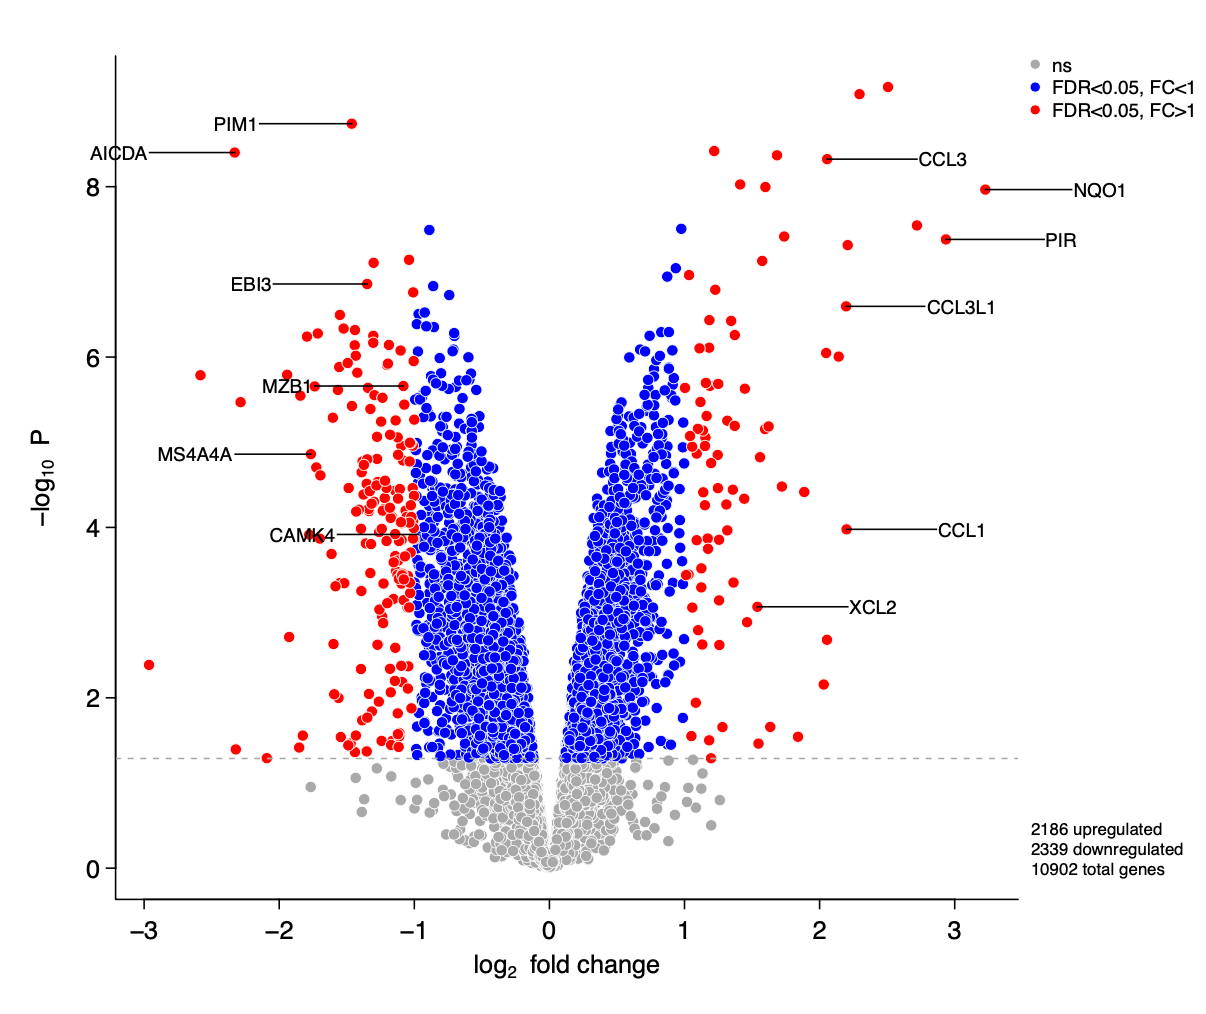 ns
FDR<0.05, FC<1
FDR<0.05, FC>1
PIM1
AICDA
CCL3
NQO1
PIR
EBI3
CCL3L1
MZB1
MS4A4A
CAMK4
CCL1
XCL2
8
6
4
2
0
−log₁₀ P
2186 upregulated
2339 downregulated
10902 total genes
−3 −2 −1 0 1 2 3
log₂ fold change